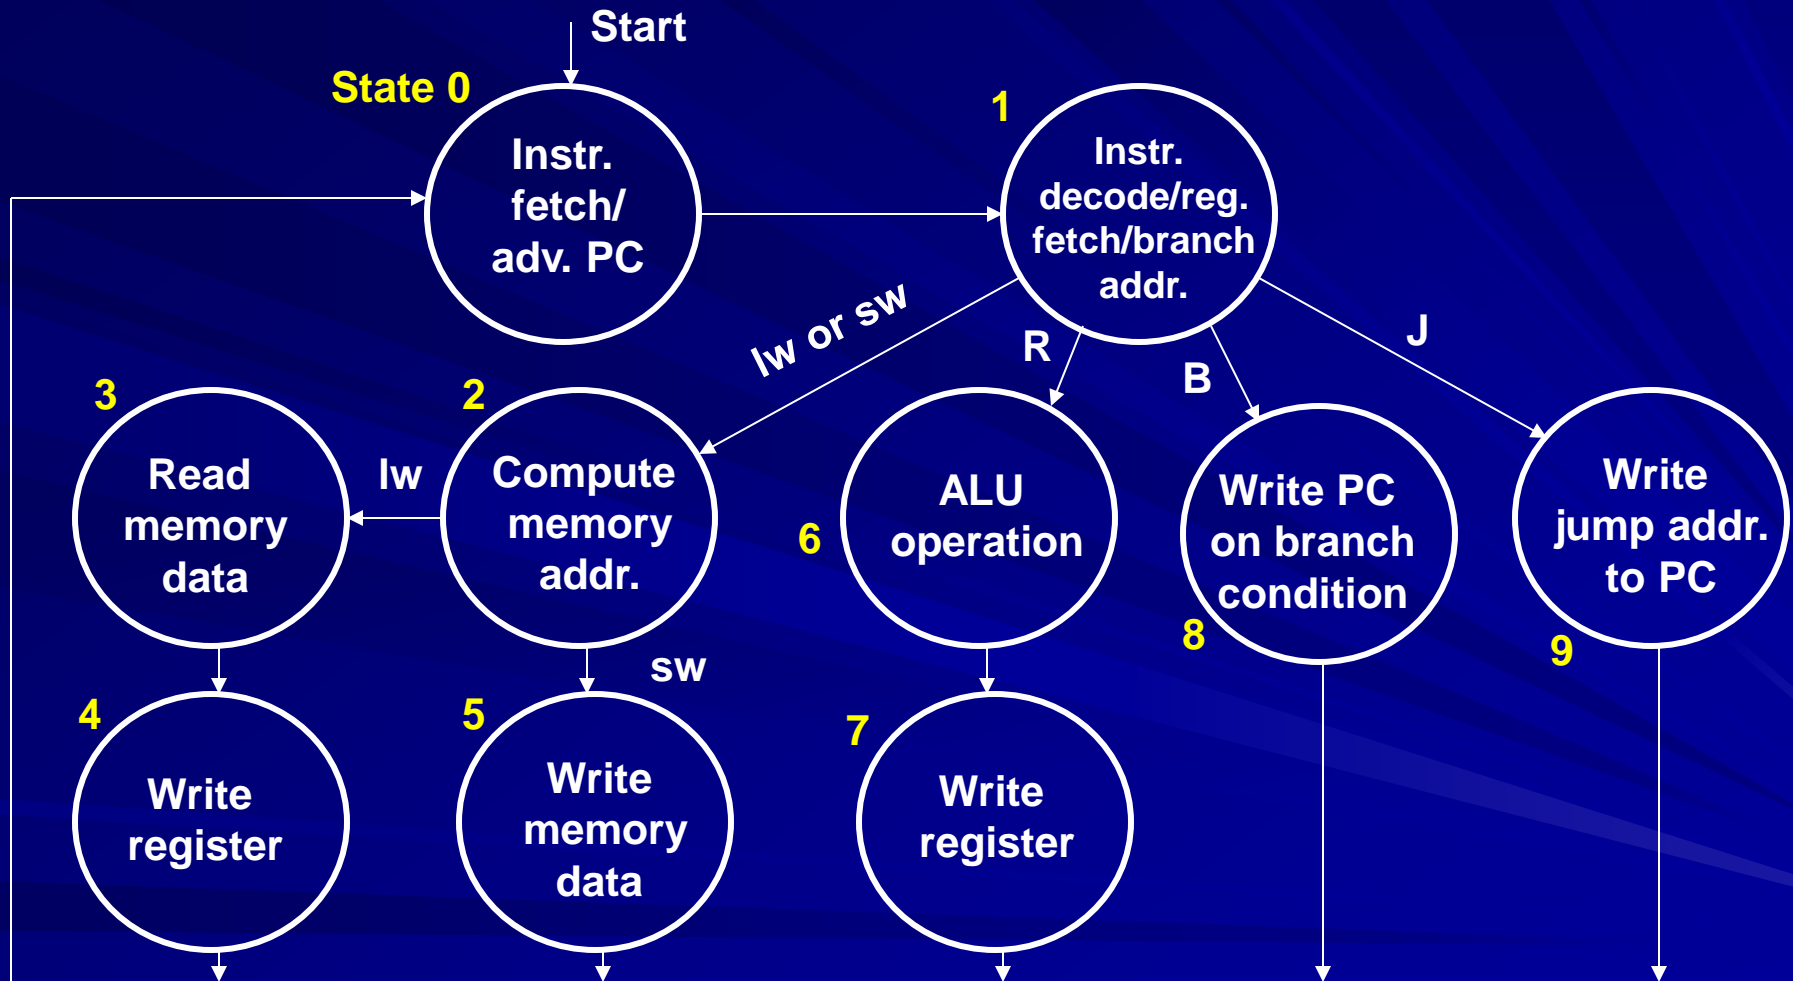 Start
State 0
Instr.
fetch/
adv. PC
1
Instr.
decode/reg.
fetch/branch
addr.
lw or sw
R
B
J
3
Read
memory
data
lw
2
Compute
memory
addr.
6
ALU
operation
Write PC
on branch
condition
8
Write
jump addr.
to PC
9
sw
4
Write
register
5
Write
memory
data
7
Write
register